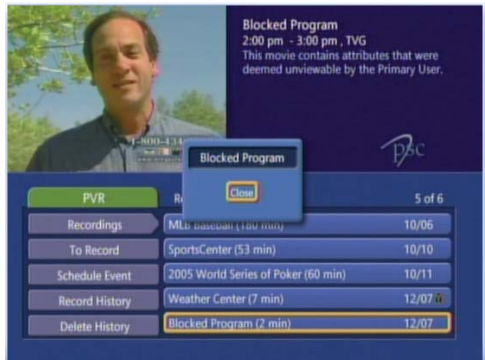 Blocked Program
2:00 pm - 3:00 pm , TVG
This movie contains attributes that were
deemed unviewable by the Primary User.
1-800-434
psc
Blocked Program
Close
PVR
5 of 6
Recordings
MLB Baseball (180 min) 10/06
To Record
SportsCenter (53 min) 10/10
Schedule Event
2005 World Series of Poker (60 min) 10/11
Record History
Weather Center (7 min) 12/07
Delete History
Blocked Program (2 min) 12/07